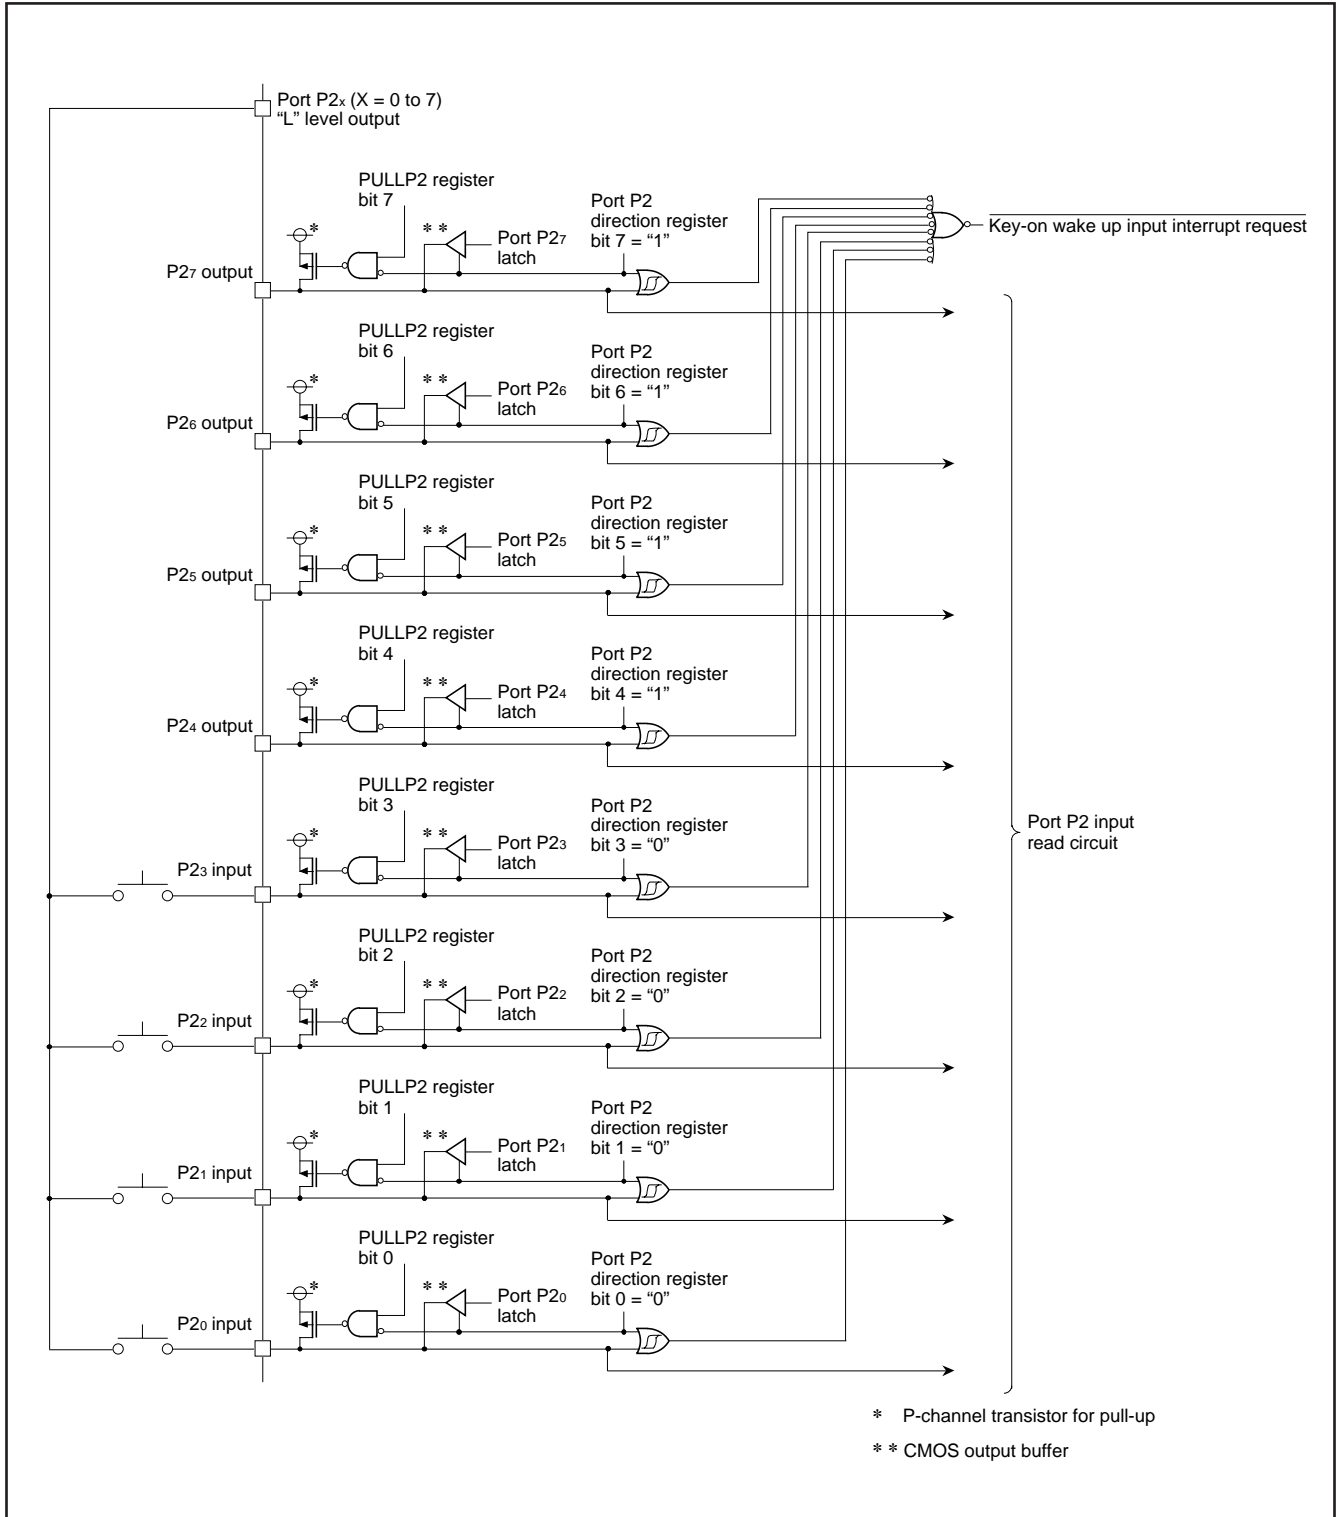 Port P2x (X = 0 to 7)
“L” level output
PULLP2 register
bit 7
* *
*
Port P27
latch
Port P2
direction register
bit 7 = “1”
Key-on wake up input interrupt request
P27 output
PULLP2 register
bit 6
* *
*
Port P26
latch
Port P2
direction register
bit 6 = “1”
P26 output
PULLP2 register
bit 5
* *
*
Port P25
latch
Port P2
direction register
bit 5 = “1”
P25 output
PULLP2 register
bit 4
* *
*
Port P24
latch
Port P2
direction register
bit 4 = “1”
P24 output
PULLP2 register
bit 3
* *
*
Port P23
latch
Port P2
direction register
bit 3 = “0”
P23 input
Port P2 input
read circuit
PULLP2 register
bit 2
* *
*
Port P22
latch
Port P2
direction register
bit 2 = “0”
P22 input
PULLP2 register
bit 1
* *
*
Port P21
latch
Port P2
direction register
bit 1 = “0”
P21 input
PULLP2 register
bit 0
* *
*
Port P20
latch
Port P2
direction register
bit 0 = “0”
P20 input
* P-channel transistor for pull-up
* * CMOS output buffer